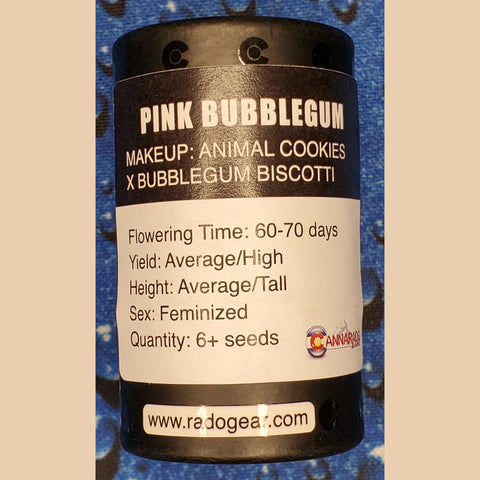 PINK BUBBLEGUM
MAKEUP: ANIMAL COOKIES
X BUBBLEGUM BISCOTTI
Flowering Time: 60-70 days
Yield: Average/High
Height: Average/Tall
Sex: Feminized
Quantity: 6+ seeds
CANNARADO
www.radogear.com